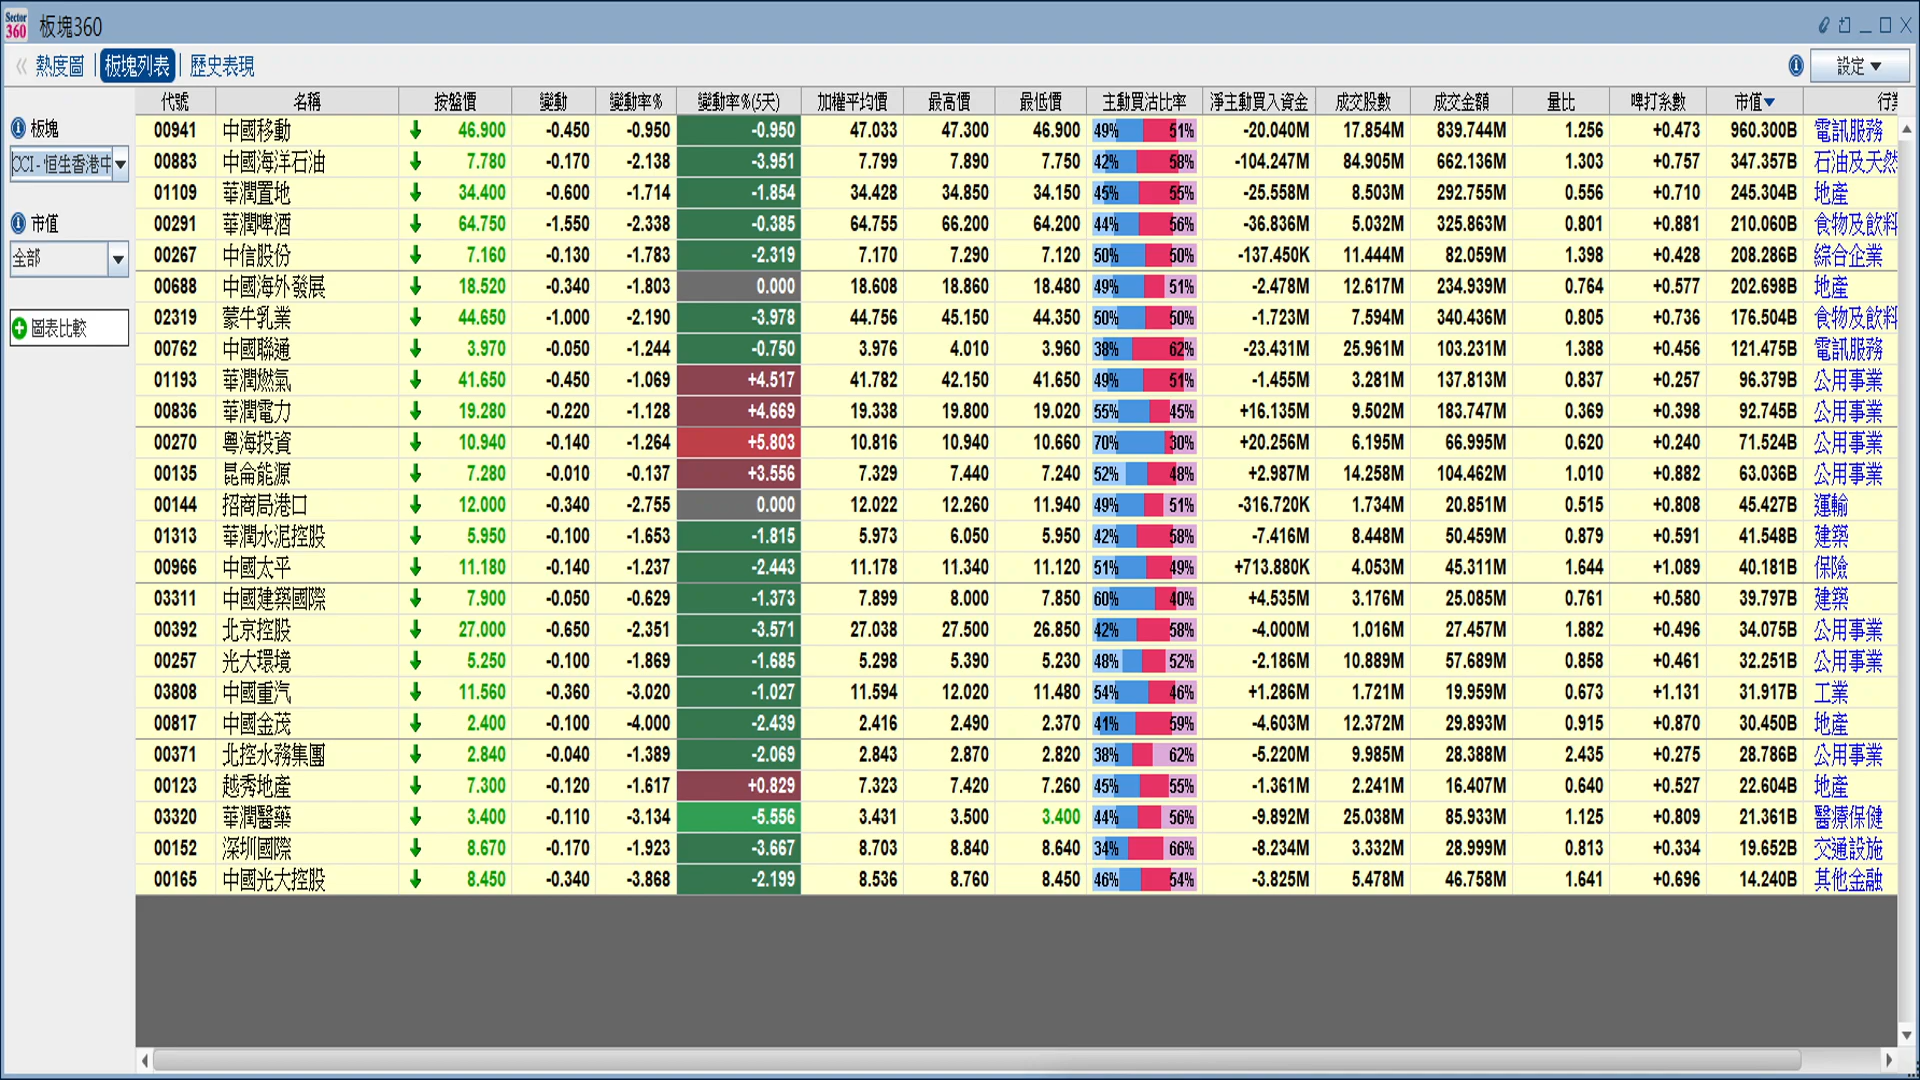 Sector 360 板塊360
熱度圖 板塊列表 歷史表現 設定
板塊
CCI - 恒生香港中
市值
全部
圖表比較
代號 名稱 按盤價 變動 變動率% 變動率%(5天) 加權平均價 最高價 最低價 主動買沽比率 淨主動買入資金 成交股數 成交金額 量比 啤打系數 市值 行業
00941 中國移動 46.900 -0.450 -0.950 -0.950 47.033 47.300 46.900 49% 51% -20.040M 17.854M 839.744M 1.256 +0.473 960.300B 電訊服務
00883 中國海洋石油 7.780 -0.170 -2.138 -3.951 7.799 7.890 7.750 42% 58% -104.247M 84.905M 662.136M 1.303 +0.757 347.357B 石油及天然
01109 華潤置地 34.400 -0.600 -1.714 -1.854 34.428 34.850 34.150 45% 55% -25.558M 8.503M 292.755M 0.556 +0.710 245.304B 地產
00291 華潤啤酒 64.750 -1.550 -2.338 -0.385 64.755 66.200 64.200 44% 56% -36.836M 5.032M 325.863M 0.801 +0.881 210.060B 食物及飲料
00267 中信股份 7.160 -0.130 -1.783 -2.319 7.170 7.290 7.120 50% 50% -137.450K 11.444M 82.059M 1.398 +0.428 208.286B 綜合企業
00688 中國海外發展 18.520 -0.340 -1.803 0.000 18.608 18.860 18.480 49% 51% -2.478M 12.617M 234.939M 0.764 +0.577 202.698B 地產
02319 蒙牛乳業 44.650 -1.000 -2.190 -3.978 44.756 45.150 44.350 50% 50% -1.723M 7.594M 340.436M 0.805 +0.736 176.504B 食物及飲料
00762 中國聯通 3.970 -0.050 -1.244 -0.750 3.976 4.010 3.960 38% 62% -23.431M 25.961M 103.231M 1.388 +0.456 121.475B 電訊服務
01193 華潤燃氣 41.650 -0.450 -1.069 +4.517 41.782 42.150 41.650 49% 51% -1.455M 3.281M 137.813M 0.837 +0.257 96.379B 公用事業
00836 華潤電力 19.280 -0.220 -1.128 +4.669 19.338 19.800 19.020 55% 45% +16.135M 9.502M 183.747M 0.369 +0.398 92.745B 公用事業
00270 粵海投資 10.940 -0.140 -1.264 +5.803 10.816 10.940 10.660 70% 30% +20.256M 6.195M 66.995M 0.620 +0.240 71.524B 公用事業
00135 昆侖能源 7.280 -0.010 -0.137 +3.556 7.329 7.440 7.240 52% 48% +2.987M 14.258M 104.462M 1.010 +0.882 63.036B 公用事業
00144 招商局港口 12.000 -0.340 -2.755 0.000 12.022 12.260 11.940 49% 51% -316.720K 1.734M 20.851M 0.515 +0.808 45.427B 運輸
01313 華潤水泥控股 5.950 -0.100 -1.653 -1.815 5.973 6.050 5.950 42% 58% -7.416M 8.448M 50.459M 0.879 +0.591 41.548B 建築
00966 中國太平 11.180 -0.140 -1.237 -2.443 11.178 11.340 11.120 51% 49% +713.880K 4.053M 45.311M 1.644 +1.089 40.181B 保險
03311 中國建築國際 7.900 -0.050 -0.629 -1.373 7.899 8.000 7.850 60% 40% +4.535M 3.176M 25.085M 0.761 +0.580 39.797B 建築
00392 北京控股 27.000 -0.650 -2.351 -3.571 27.038 27.500 26.850 42% 58% -4.000M 1.016M 27.457M 1.882 +0.496 34.075B 公用事業
00257 光大環境 5.250 -0.100 -1.869 -1.685 5.298 5.390 5.230 48% 52% -2.186M 10.889M 57.689M 0.858 +0.461 32.251B 公用事業
03808 中國重汽 11.560 -0.360 -3.020 -1.027 11.594 12.020 11.480 54% 46% +1.286M 1.721M 19.959M 0.673 +1.131 31.917B 工業
00817 中國金茂 2.400 -0.100 -4.000 -2.439 2.416 2.490 2.370 41% 59% -4.603M 12.372M 29.893M 0.915 +0.870 30.450B 地產
00371 北控水務集團 2.840 -0.040 -1.389 -2.069 2.843 2.870 2.820 38% 62% -5.220M 9.985M 28.388M 2.435 +0.275 28.786B 公用事業
00123 越秀地產 7.300 -0.120 -1.617 +0.829 7.323 7.420 7.260 45% 55% -1.361M 2.241M 16.407M 0.640 +0.527 22.604B 地產
03320 華潤醫藥 3.400 -0.110 -3.134 -5.556 3.431 3.500 3.400 44% 56% -9.892M 25.038M 85.933M 1.125 +0.809 21.361B 醫療保健
00152 深圳國際 8.670 -0.170 -1.923 -3.667 8.703 8.840 8.640 34% 66% -8.234M 3.332M 28.999M 0.813 +0.334 19.652B 交通設施
00165 中國光大控股 8.450 -0.340 -3.868 -2.199 8.536 8.760 8.450 46% 54% -3.825M 5.478M 46.758M 1.641 +0.696 14.240B 其他金融